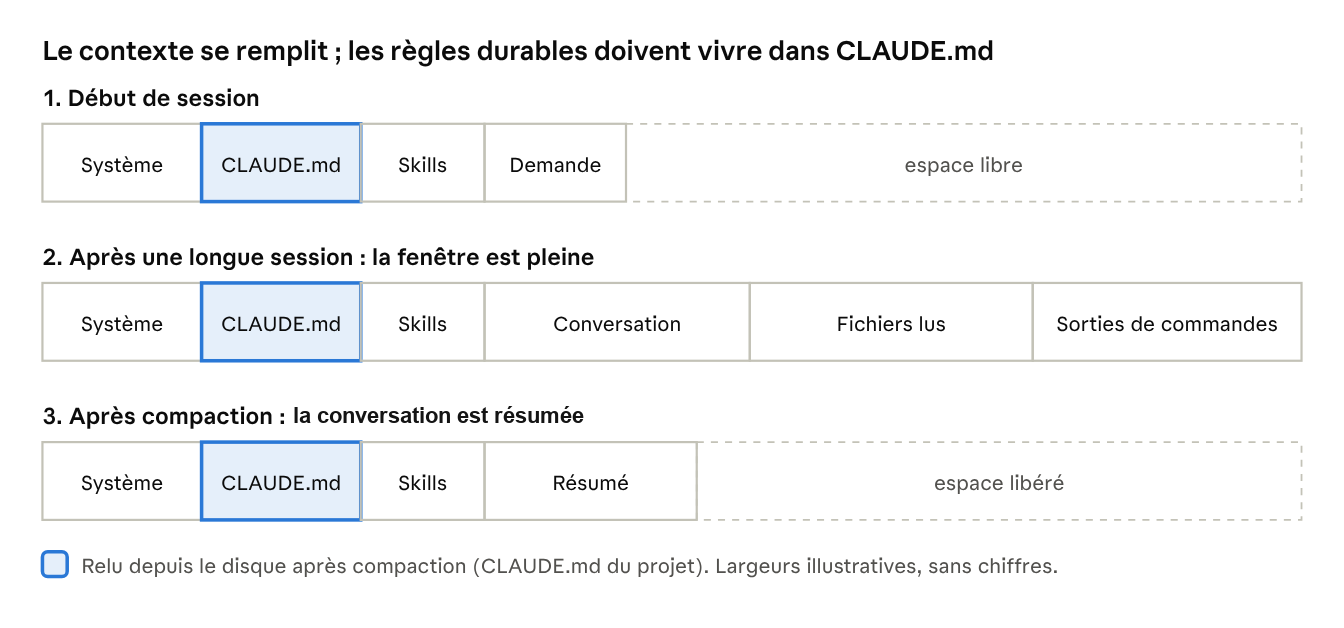 Le contexte se remplit ; les règles durables doivent vivre dans CLAUDE.md
1. Début de session
Système CLAUDE.md Skills Demande espace libre
2. Après une longue session : la fenêtre est pleine
Système CLAUDE.md Skills Conversation Fichiers lus Sorties de commandes
3. Après compaction : la conversation est résumée
Système CLAUDE.md Skills Résumé espace libéré
Relu depuis le disque après compaction (CLAUDE.md du projet). Largeurs illustratives, sans chiffres.